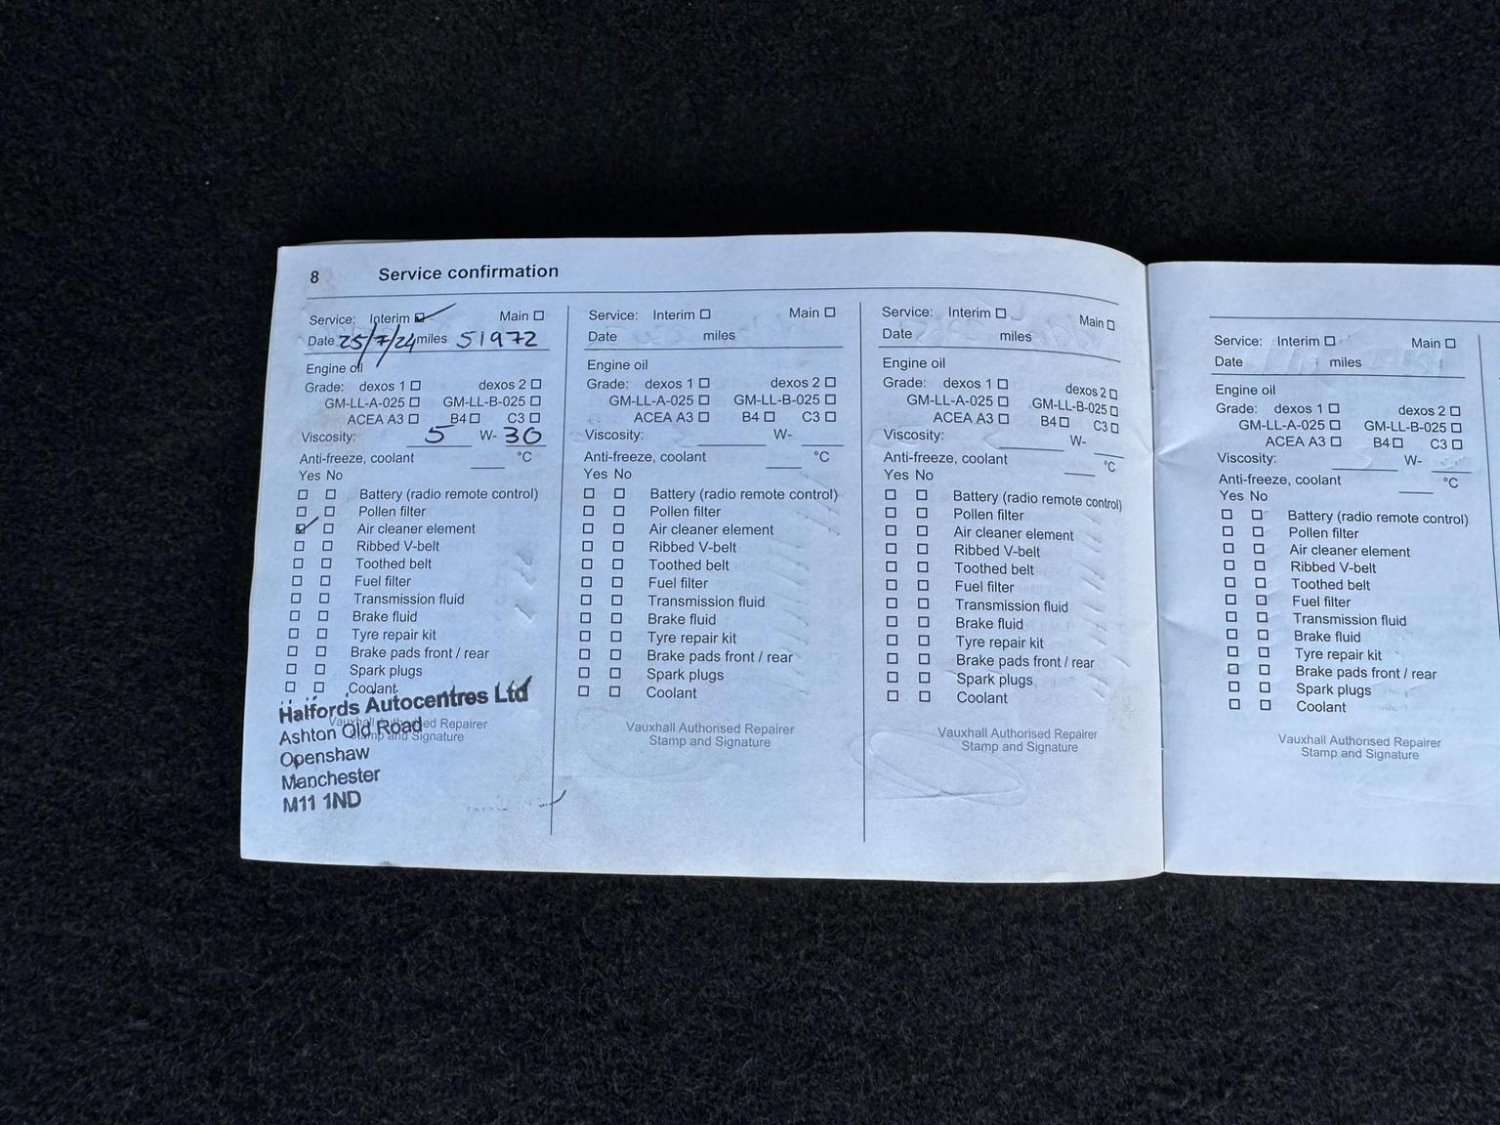 8 Service confirmation
Service: Interim Main
Date 25/7/24 miles 51972
Engine oil
Grade: dexos 1 dexos 2
GM-LL-A-025 GM-LL-B-025
ACEA A3 B4 C3
Viscosity: 5 W- 30
Anti-freeze, coolant °C
Yes No
Battery (radio remote control)
Pollen filter
Air cleaner element
Ribbed V-belt
Toothed belt
Fuel filter
Transmission fluid
Brake fluid
Tyre repair kit
Brake pads front / rear
Spark plugs
Coolant
Halfords Autocentres Ltd
Vauxhall Authorised Repairer
Ashton Old Road
Stamp and Signature
Openshaw
Manchester
M11 1ND
Service: Interim Main
Date miles
Engine oil
Grade: dexos 1 dexos 2
GM-LL-A-025 GM-LL-B-025
ACEA A3 B4 C3
Viscosity: W-
Anti-freeze, coolant °C
Yes No
Battery (radio remote control)
Pollen filter
Air cleaner element
Ribbed V-belt
Toothed belt
Fuel filter
Transmission fluid
Brake fluid
Tyre repair kit
Brake pads front / rear
Spark plugs
Coolant
Vauxhall Authorised Repairer
Stamp and Signature
Service: Interim Main
Date miles
Engine oil
Grade: dexos 1 dexos 2
GM-LL-A-025 GM-LL-B-025
ACEA A3 B4 C3
Viscosity: W-
Anti-freeze, coolant °C
Yes No
Battery (radio remote control)
Pollen filter
Air cleaner element
Ribbed V-belt
Toothed belt
Fuel filter
Transmission fluid
Brake fluid
Tyre repair kit
Brake pads front / rear
Spark plugs
Coolant
Vauxhall Authorised Repairer
Stamp and Signature
Service: Interim Main
Date miles
Engine oil
Grade: dexos 1 dexos 2
GM-LL-A-025 GM-LL-B-025
ACEA A3 B4 C3
Viscosity: W-
Anti-freeze, coolant °C
Yes No
Battery (radio remote control)
Pollen filter
Air cleaner element
Ribbed V-belt
Toothed belt
Fuel filter
Transmission fluid
Brake fluid
Tyre repair kit
Brake pads front / rear
Spark plugs
Coolant
Vauxhall Authorised Repairer
Stamp and Signature